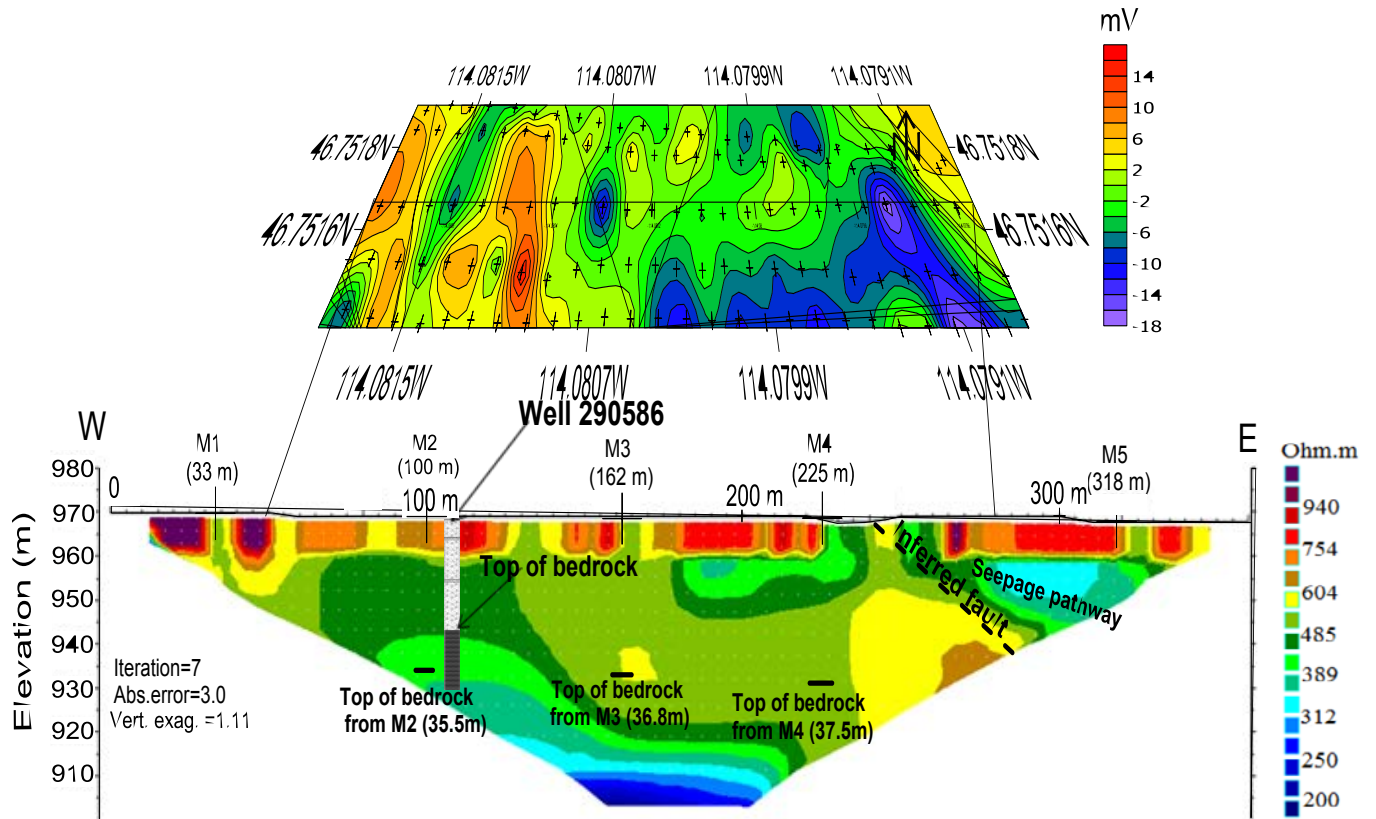 mV
114.0815W 114.0807W 114.0799W 114.0791W
14
10
6
2
-2
-6
-10
-14
-18
46.7518N 46.7518N
N
46.7516N 46.7516N
114.0815W 114.0807W 114.0799W 114.0791W
Well 290586
W E
M1 M2 M3 M4 M5
(33 m) (100 m) (162 m) (225 m) (318 m)
0 100 m 200 m 300 m
Elevation (m)
980
970
960
950
940
930
920
910
Top of bedrock
Inferred fault
Seepage pathway
Iteration=7
Abs.error=3.0
Vert. exag. =1.11
Top of bedrock
from M2 (35.5m)
Top of bedrock
from M3 (36.8m)
Top of bedrock
from M4 (37.5m)
Ohm.m
940
754
604
485
389
312
250
200